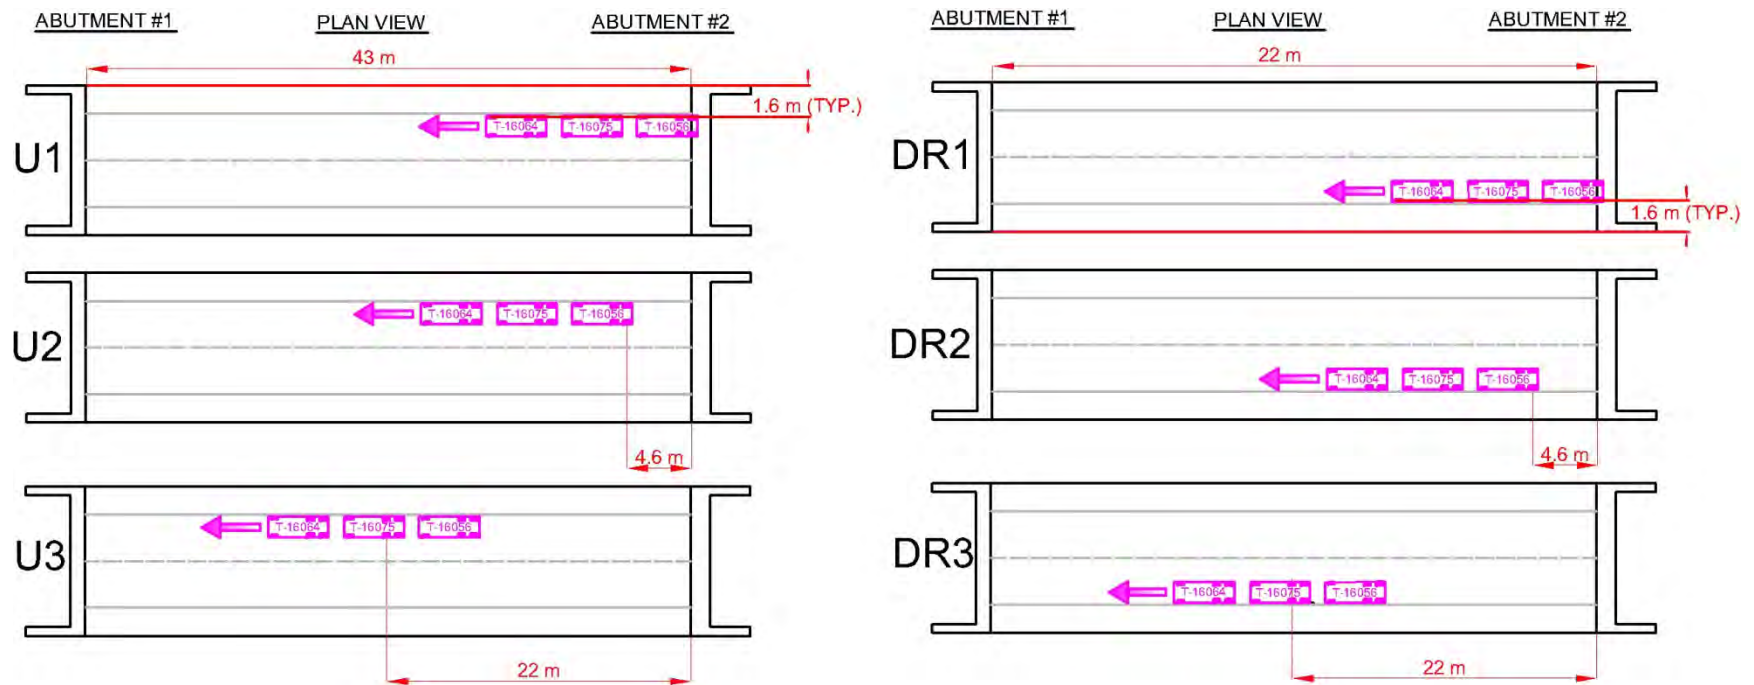 ABUTMENT #1 PLAN VIEW ABUTMENT #2
43 m
1.6 m (TYP.)
U1
T-16064 T-16075 T-16056
U2
T-16064 T-16075 T-16056
4.6 m
U3
T-16064 T-16075 T-16056
22 m
ABUTMENT #1 PLAN VIEW ABUTMENT #2
22 m
DR1
T-16064 T-16075 T-16056
1.6 m (TYP.)
DR2
T-16064 T-16075 T-16056
4.6 m
DR3
T-16064 T-16075 T-16056
22 m